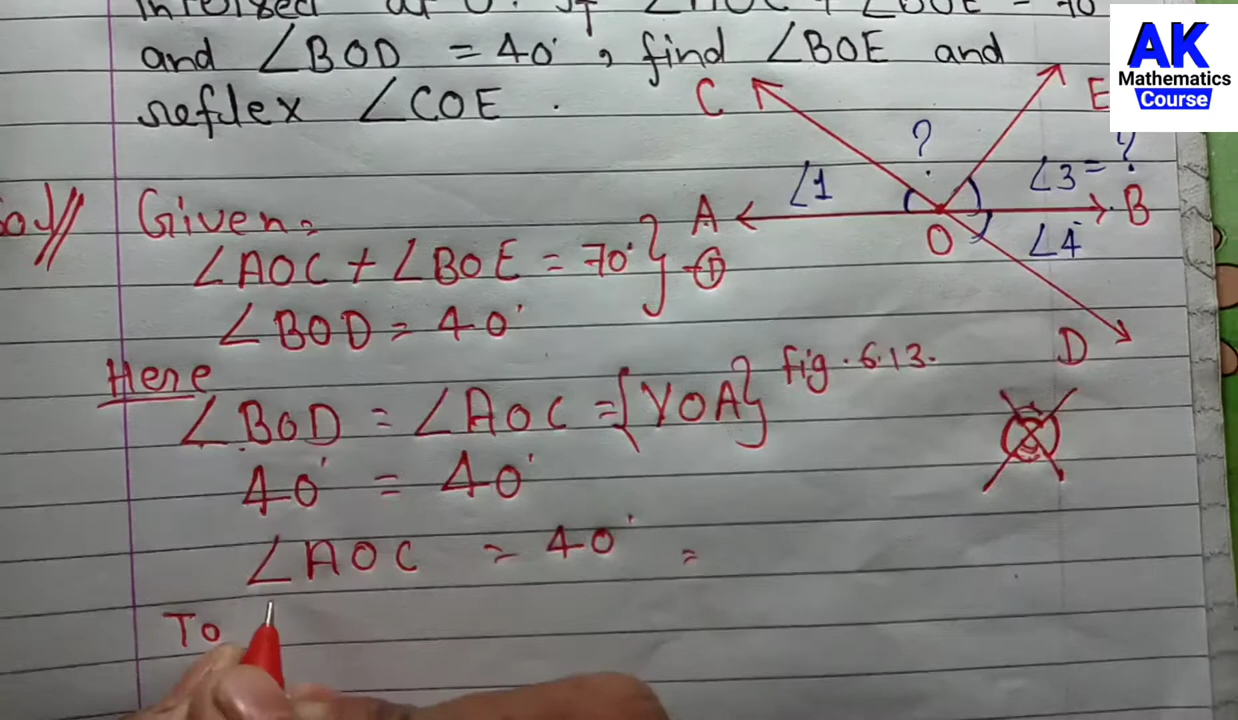 and ∠BOD = 40°, find ∠BOE and
reflex ∠COE .
AK
Mathematics
Course
C
E
?
∠1
∠3 = ?
A
B
O
∠4
D
fig. 6.13.
Sol//
Given:
∠AOC + ∠BOE = 70° } - ①
∠BOD = 40°
Here
∠BOD = ∠AOC = {VOA}
40° = 40°
∠AOC = 40° =
To